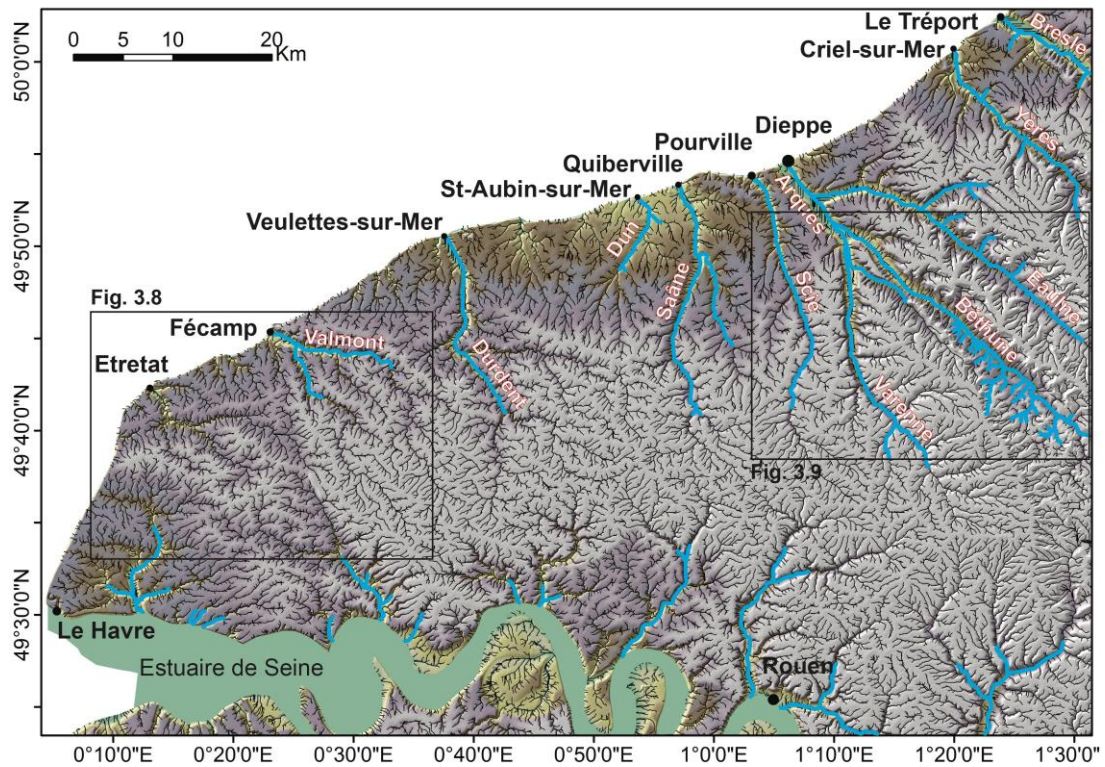 0 5 10 20
Km
50°0'0"N
49°50'0"N
49°40'0"N
49°30'0"N
Le Tréport
Criel-sur-Mer
Dieppe
Pourville
Quiberville
St-Aubin-sur-Mer
Veulettes-sur-Mer
Fécamp
Etretat
Le Havre
Rouen
Estuaire de Seine
Bresle
Yères
Arques
Eaulne
Béthune
Varenne
Scie
Saâne
Dun
Durdent
Valmont
Fig. 3.8
Fig. 3.9
0°10'0"E 0°20'0"E 0°30'0"E 0°40'0"E 0°50'0"E 1°0'0"E 1°10'0"E 1°20'0"E 1°30'0"